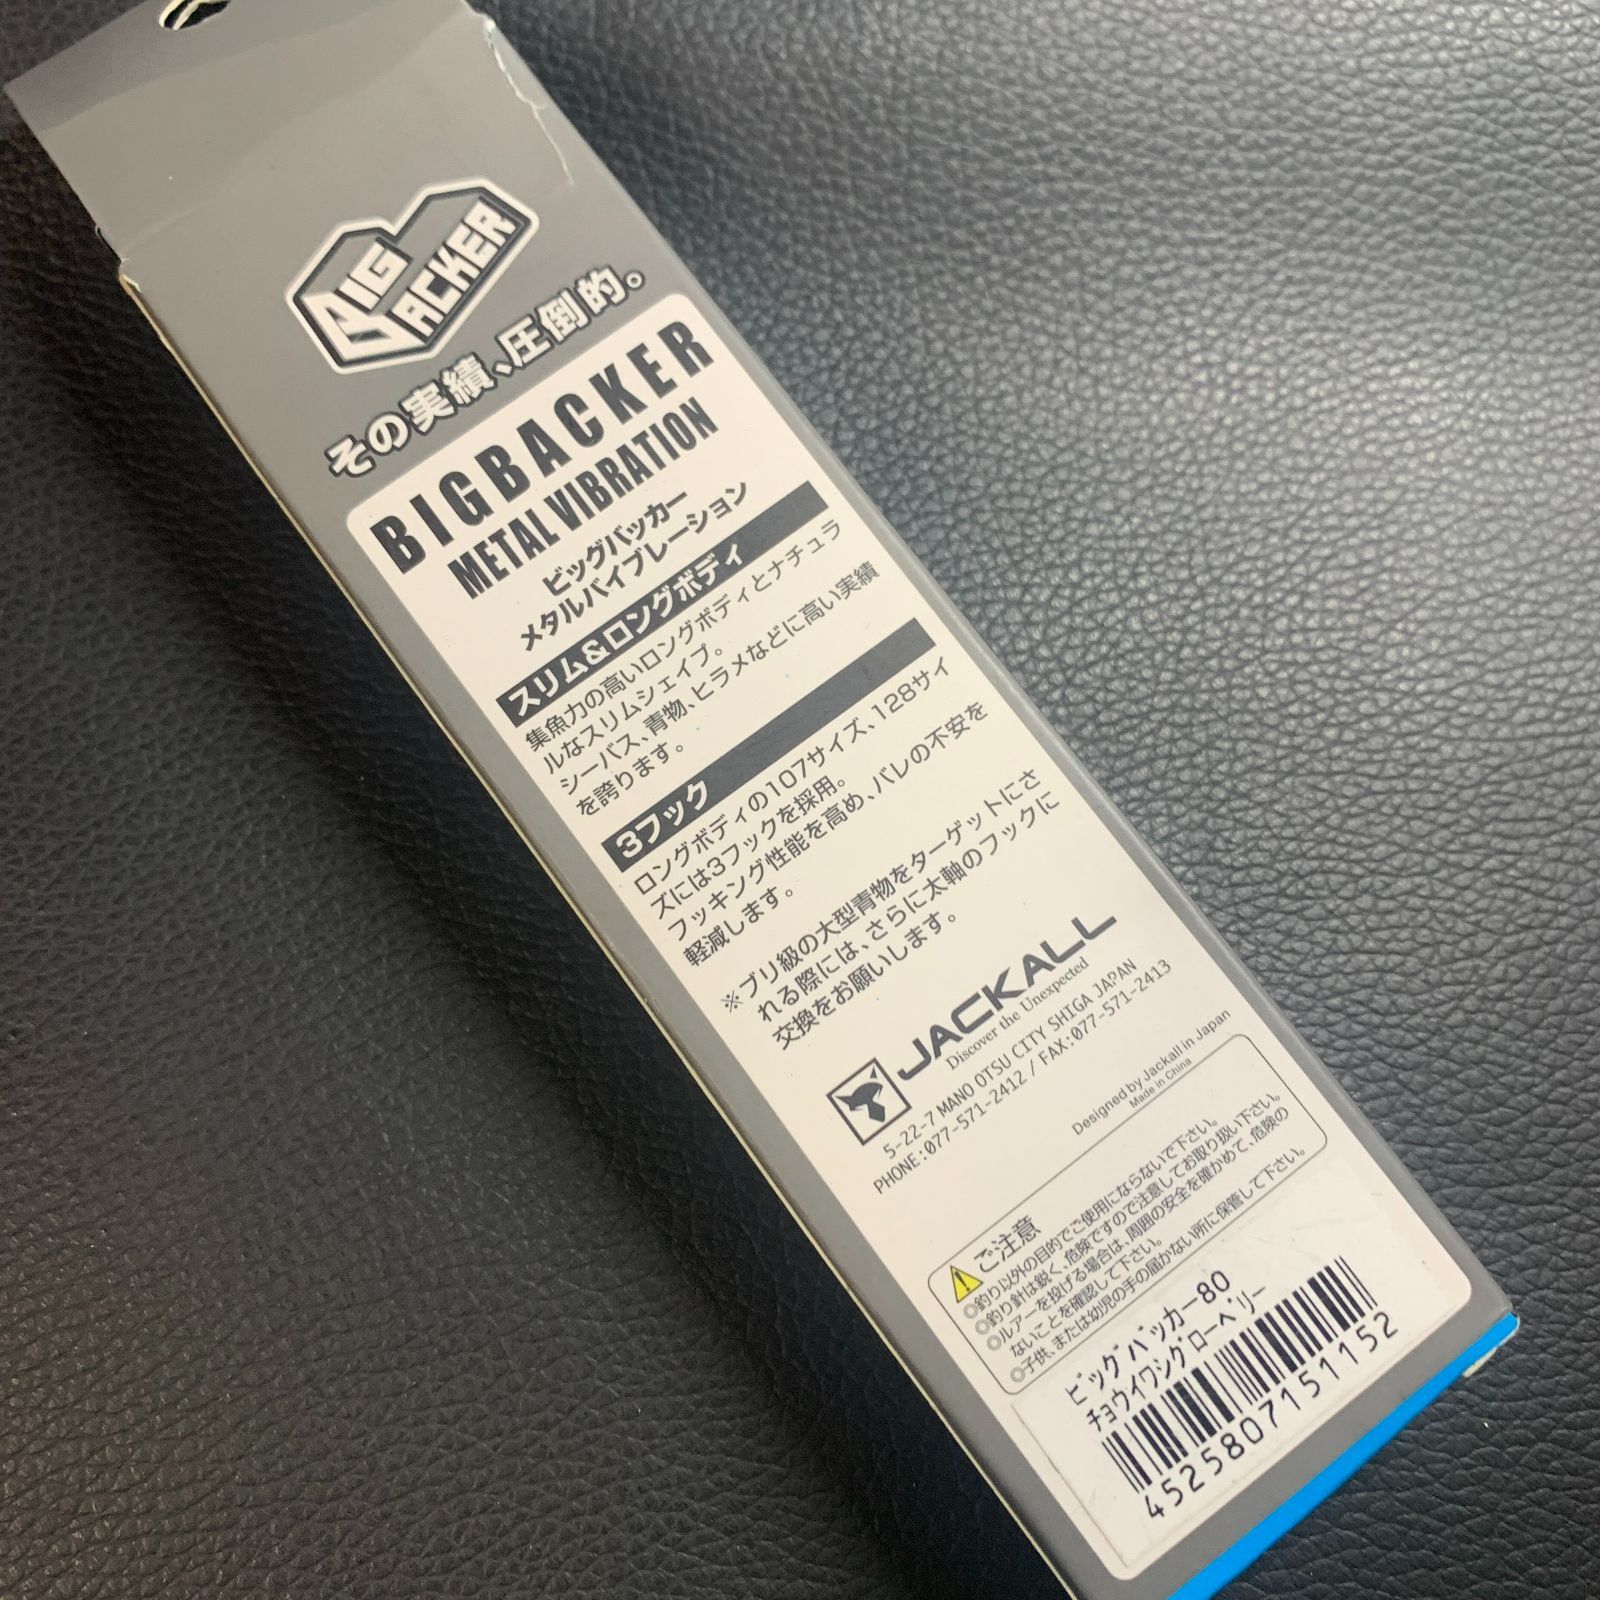 BIG
BACKER
その実績、圧倒的。
BIGBACKER
METAL VIBRATION
ビッグバッカー
メタルバイブレーション
スリム&ロングボディ
集魚力の高いロングボディとナチュラ
ルなスリムシェイプ。
シーバス、青物、ヒラメなどに高い実績
を誇ります。
3フック
ロングボディの107サイズ、128サイ
ズには3フックを採用。
フッキング性能を高め、バレの不安を
軽減します。
※ブリ級の大型青物をターゲットにさ
れる際には、さらに太軸のフックに
交換をお願いします。
JACKALL
Discover the Unexpected
5-22-7 MANO OTSU CITY SHIGA JAPAN
PHONE:077-571-2412 / FAX:077-571-2413
Designed by Jackall in Japan
Made in China
ご注意
◎釣り以外の目的でご使用にならないで下さい。
◎釣り針は鋭く、危険ですので注意してお取り扱い下さい。
◎ルアーを投げる場合は、周囲の安全を確かめて、危険の
ないことを確認して下さい。
◎子供、または幼児の手の届かない所に保管して下さい。
ビッグバッカー80
チョウイワシグローベリー
4525807151152